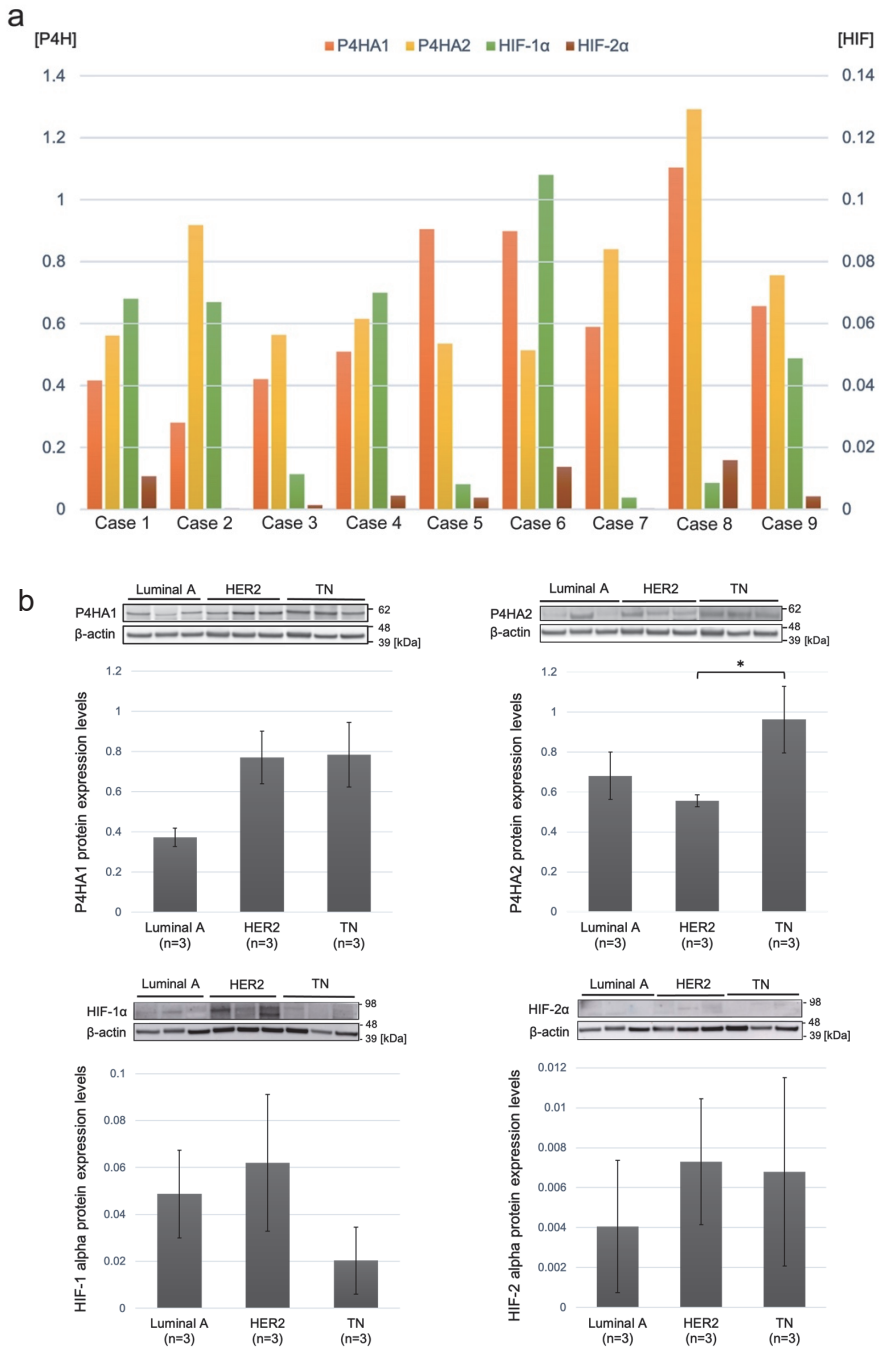 a
[P4H] [HIF]
P4HA1 P4HA2 HIF-1α HIF-2α
1.4 0.14
1.2 0.12
1 0.1
0.8 0.08
0.6 0.06
0.4 0.04
0.2 0.02
0 0
Case 1 Case 2 Case 3 Case 4 Case 5 Case 6 Case 7 Case 8 Case 9
b
Luminal A HER2 TN
P4HA1 62
β-actin 48
39 [kDa]
P4HA1 protein expression levels
1.2
1
0.8
0.6
0.4
0.2
0
Luminal A HER2 TN
(n=3) (n=3) (n=3)
Luminal A HER2 TN
P4HA2 62
β-actin 48
39 [kDa]
P4HA2 protein expression levels
*
1.2
1
0.8
0.6
0.4
0.2
0
Luminal A HER2 TN
(n=3) (n=3) (n=3)
Luminal A HER2 TN
HIF-1α 98
β-actin 48
39 [kDa]
HIF-1 alpha protein expression levels
0.1
0.08
0.06
0.04
0.02
0
Luminal A HER2 TN
(n=3) (n=3) (n=3)
Luminal A HER2 TN
HIF-2α 98
β-actin 48
39 [kDa]
HIF-2 alpha protein expression levels
0.012
0.01
0.008
0.006
0.004
0.002
0
Luminal A HER2 TN
(n=3) (n=3) (n=3)